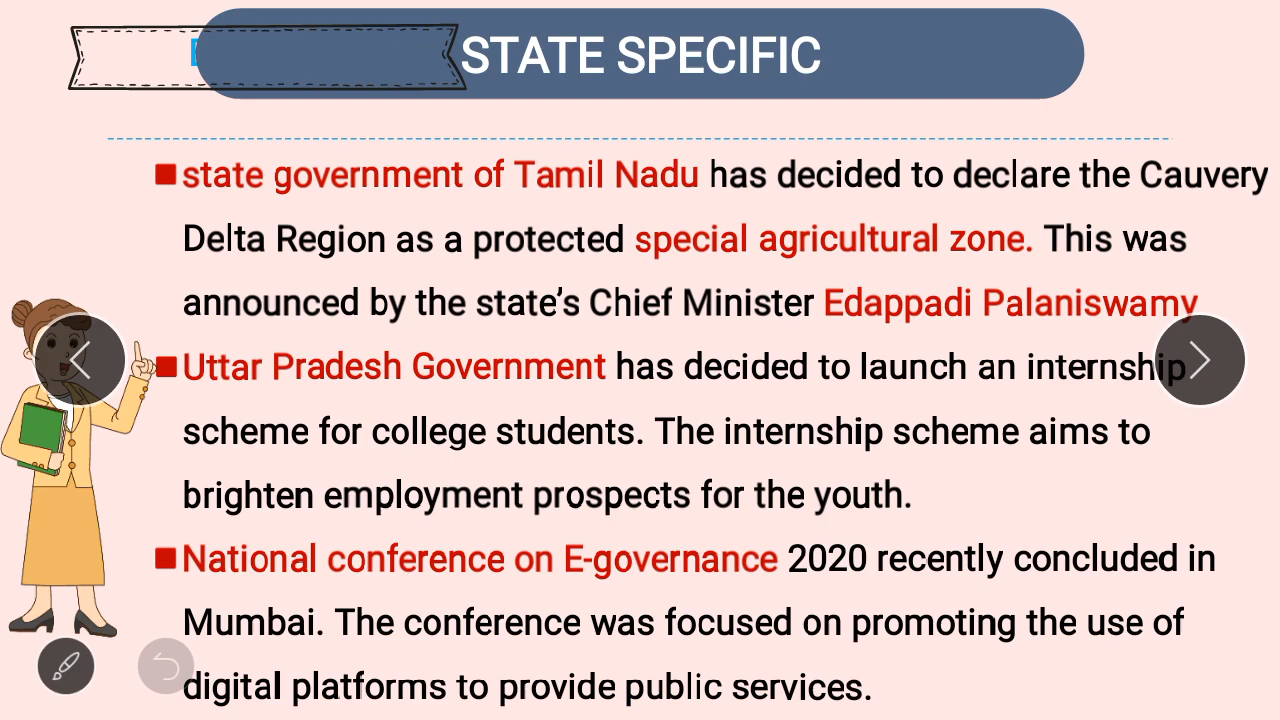 STATE SPECIFIC
state government of Tamil Nadu has decided to declare the Cauvery
Delta Region as a protected special agricultural zone. This was
announced by the state’s Chief Minister Edappadi Palaniswamy
Uttar Pradesh Government has decided to launch an internship
scheme for college students. The internship scheme aims to
brighten employment prospects for the youth.
National conference on E-governance 2020 recently concluded in
Mumbai. The conference was focused on promoting the use of
digital platforms to provide public services.